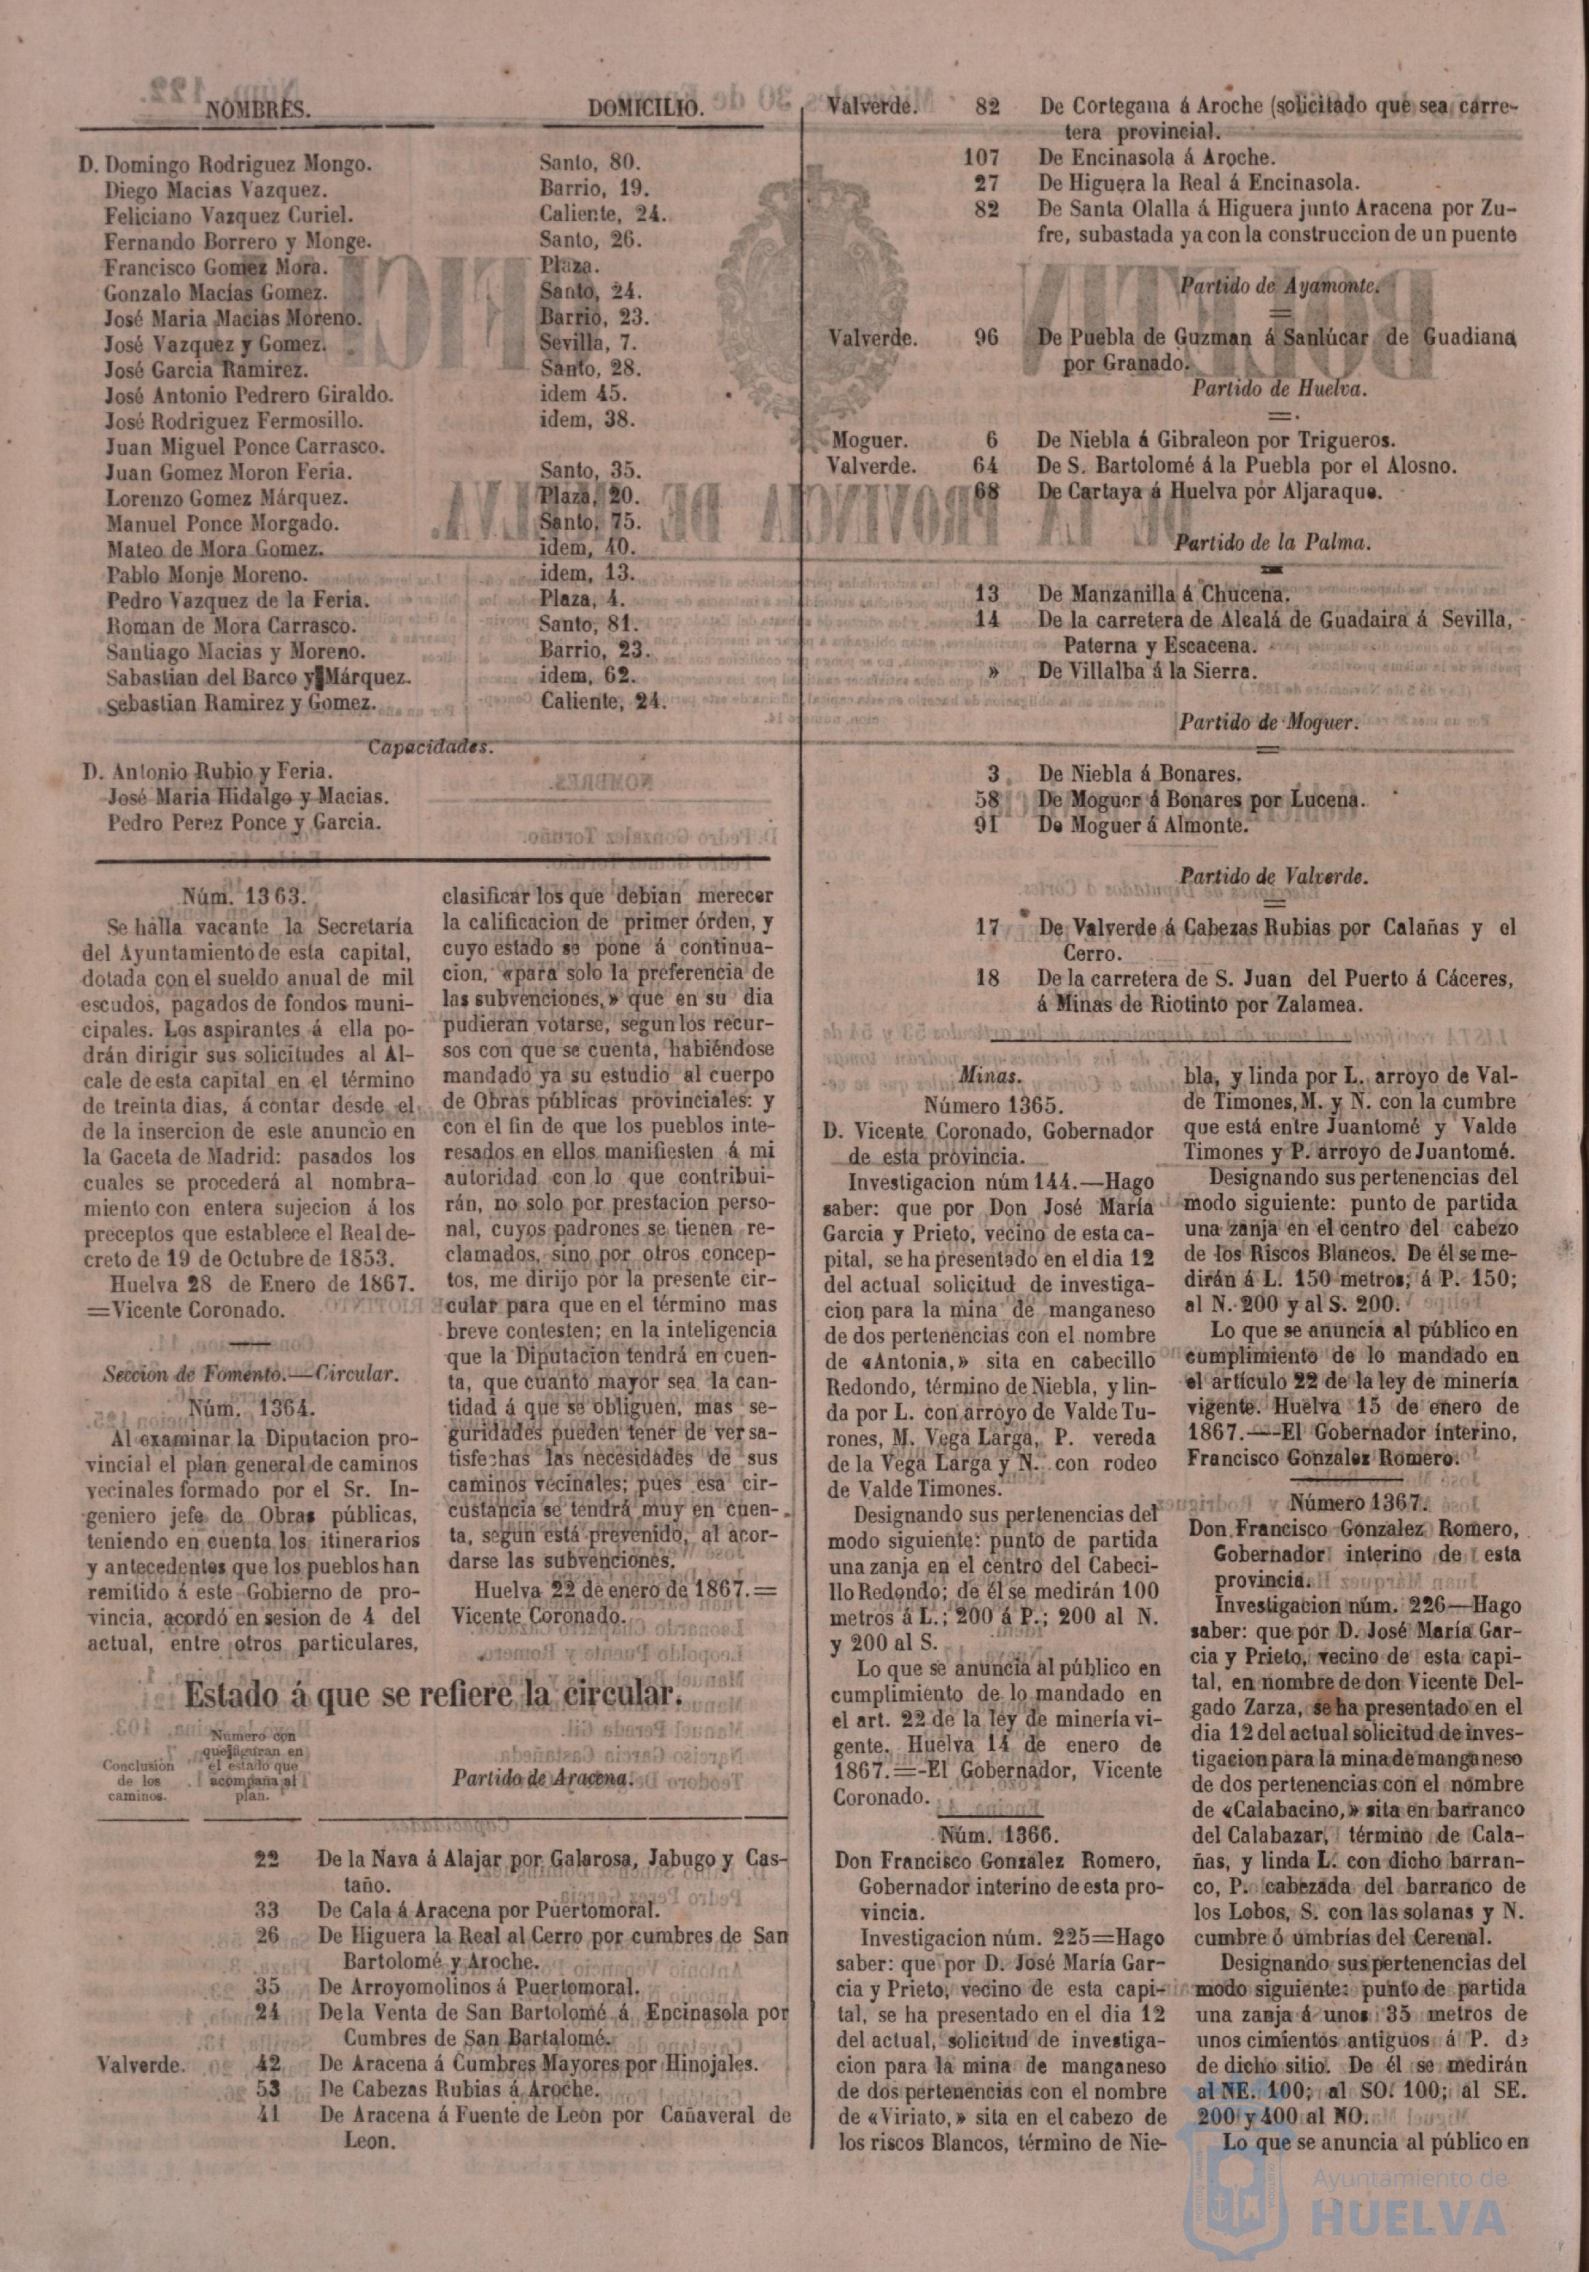 NOMBRES. DOMICILIO.
D. Domingo Rodriguez Mongo. Santo, 80.
Diego Macias Vazquez. Barrio, 19.
Feliciano Vazquez Curiel. Caliente, 24.
Fernando Borrero y Monge. Santo, 26.
Francisco Gomez Mora. Plaza.
Gonzalo Macías Gomez. Santo, 24.
José Maria Macias Moreno. Barrio, 23.
José Vazquez y Gomez. Sevilla, 7.
José Garcia Ramirez. Santo, 28.
José Antonio Pedrero Giraldo. idem 45.
José Rodriguez Fermosillo. idem, 38.
Juan Miguel Ponce Carrasco.
Juan Gomez Moron Feria. Santo, 35.
Lorenzo Gomez Márquez. Plaza, 20.
Manuel Ponce Morgado. Santo, 75.
Mateo de Mora Gomez. idem, 40.
Pablo Monje Moreno. idem, 13.
Pedro Vazquez de la Feria. Plaza, 4.
Roman de Mora Carrasco. Santo, 81.
Santiago Macias y Moreno. Barrio, 23.
Sabastian del Barco y Márquez. idem, 62.
Sebastian Ramirez y Gomez. Caliente, 24.
Capacidades.
D. Antonio Rubio y Feria.
José Maria Hidalgo y Macias.
Pedro Perez Ponce y Garcia.
Núm. 1363.
Se halla vacante la Secretaría
del Ayuntamiento de esta capital,
dotada con el sueldo anual de mil
escudos, pagados de fondos muni-
cipales. Los aspirantes á ella po-
drán dirigir sus solicitudes al Al-
cale de esta capital en el término
de treinta dias, á contar desde el
de la insercion de este anuncio en
la Gaceta de Madrid: pasados los
cuales se procederá al nombra-
miento con entera sujecion á los
preceptos que establece el Real de-
creto de 19 de Octubre de 1853.
Huelva 28 de Enero de 1867.
=Vicente Coronado.
Seccion de Fomento.—Circular.
Núm. 1364.
Al examinar la Diputacion pro-
vincial el plan general de caminos
vecinales formado por el Sr. In-
geniero jefe de Obras públicas,
teniendo en cuenta los itinerarios
y antecedentes que los pueblos han
remitido á este Gobierno de pro-
vincia, acordó en sesion de 4 del
actual, entre otros particulares,
clasificar los que debian merecer
la calificacion de primer órden, y
cuyo estado se pone á continua-
cion, «para solo la preferencia de
las subvenciones,» que en su dia
pudieran votarse, segun los recur-
sos con que se cuenta, habiéndose
mandado ya su estudio al cuerpo
de Obras públicas provinciales: y
con el fin de que los pueblos inte-
resados en ellos manifiesten á mi
autoridad con lo que contribui-
rán, no solo por prestacion perso-
nal, cuyos padrones se tienen re-
clamados, sino por otros concep-
tos, me dirijo por la presente cir-
cular para que en el término mas
breve contesten; en la inteligencia
que la Diputacion tendrá en cuen-
ta, que cuanto mayor sea la can-
tidad á que se obliguen, mas se-
guridades pueden tener de ver sa-
tisfechas las necesidades de sus
caminos vecinales; pues esa cir-
custancia se tendrá muy en cuen-
ta, segun está prevenido, al acor-
darse las subvenciones.
Huelva 22 de enero de 1867.=
Vicente Coronado.
Estado á que se refiere la circular.
Conclusion de los caminos.
Número con que figuran en el estado que acompaña al plan.
Partido de Aracena.
22 De la Nava á Alajar por Galarosa, Jabugo y Cas-
taño.
33 De Cala á Aracena por Puertomoral.
26 De Higuera la Real al Cerro por cumbres de San
Bartolomé y Aroche.
35 De Arroyomolinos á Puertomoral.
24 De la Venta de San Bartolomé á Encinasola por
Cumbres de San Bartalomé.
Valverde. 42 De Aracena á Cumbres Mayores por Hinojales.
53 De Cabezas Rubias á Aroche.
41 De Aracena á Fuente de Leon por Cañaveral de
Leon.
Valverde. 82 De Cortegana á Aroche (solicitado que sea carre-
tera provincial.
107 De Encinasola á Aroche.
27 De Higuera la Real á Encinasola.
82 De Santa Olalla á Higuera junto Aracena por Zu-
fre, subastada ya con la construccion de un puente
Partido de Ayamonte.
Valverde. 96 De Puebla de Guzman á Sanlúcar de Guadiana
por Granado.
Partido de Huelva.
Moguer. 6 De Niebla á Gibraleon por Trigueros.
Valverde. 64 De S. Bartolomé á la Puebla por el Alosno.
68 De Cartaya á Huelva por Aljaraque.
Partido de la Palma.
13 De Manzanilla á Chucena.
14 De la carretera de Alcalá de Guadaira á Sevilla,
Paterna y Escacena.
» De Villalba á la Sierra.
Partido de Moguer.
3 De Niebla á Bonares.
58 De Moguer á Bonares por Lucena.
91 De Moguer á Almonte.
Partido de Valverde.
17 De Valverde á Cabezas Rubias por Calañas y el
Cerro.
18 De la carretera de S. Juan del Puerto á Cáceres,
á Minas de Riotinto por Zalamea.
Minas.
Número 1365.
D. Vicente Coronado, Gobernador
de esta provincia.
Investigacion núm 144.—Hago
saber: que por Don José María
Garcia y Prieto, vecino de esta ca-
pital, se ha presentado en el dia 12
del actual solicitud de investiga-
cion para la mina de manganeso
de dos pertenencias con el nombre
de «Antonia,» sita en cabecillo
Redondo, término de Niebla, y lin-
da por L. con arroyo de Valde Tu-
rones, M. Vega Larga, P. vereda
de la Vega Larga y N. con rodeo
de Valde Timones.
Designando sus pertenencias del
modo siguiente: punto de partida
una zanja en el centro del Cabeci-
llo Redondo; de él se medirán 100
metros á L.; 200 á P.; 200 al N.
y 200 al S.
Lo que se anuncia al público en
cumplimiento de lo mandado en
el art. 22 de la ley de minería vi-
gente. Huelva 14 de enero de
1867.=-El Gobernador, Vicente
Coronado.
Núm. 1366.
Don Francisco González Romero,
Gobernador interino de esta pro-
vincia.
Investigacion núm. 225=Hago
saber: que por D. José María Gar-
cia y Prieto, vecino de esta capi-
tal, se ha presentado en el dia 12
del actual, solicitud de investiga-
cion para la mina de manganeso
de dos pertenencias con el nombre
de «Viriato,» sita en el cabezo de
los riscos Blancos, término de Nie-
bla, y linda por L. arroyo de Val-
de Timones, M. y N. con la cumbre
que está entre Juantomé y Valde
Timones y P. arroyo de Juantomé.
Designando sus pertenencias del
modo siguiente: punto de partida
una zanja en el centro del cabezo
de los Riscos Blancos. De él se me-
dirán á L. 150 metros; á P. 150;
al N. 200 y al S. 200.
Lo que se anuncia al público en
cumplimiento de lo mandado en
el artículo 22 de la ley de minería
vigente. Huelva 15 de enero de
1867.—-El Gobernador interino,
Francisco González Romero.
Número 1367.
Don Francisco Gonzalez Romero,
Gobernador interino de esta
provincia.
Investigacion núm. 226—Hago
saber: que por D. José María Gar-
cia y Prieto, vecino de esta capi-
tal, en nombre de don Vicente Del-
gado Zarza, se ha presentado en el
dia 12 del actual solicitud de inves-
tigacion para la mina de manganeso
de dos pertenencias con el nombre
de «Calabacino,» sita en barranco
del Calabazar, término de Cala-
ñas, y linda L. con dicho barran-
co, P. cabezada del barranco de
los Lobos, S. con las solanas y N.
cumbre ó umbrías del Cerenal.
Designando sus pertenencias del
modo siguiente: punto de partida
una zanja á unos 35 metros de
unos cimientos antiguos á P. de
de dicho sitio. De él se medirán
al NE. 100; al SO. 100; al SE.
200 y 400 al NO.
Lo que se anuncia al público en
Ayuntamiento de
HUELVA